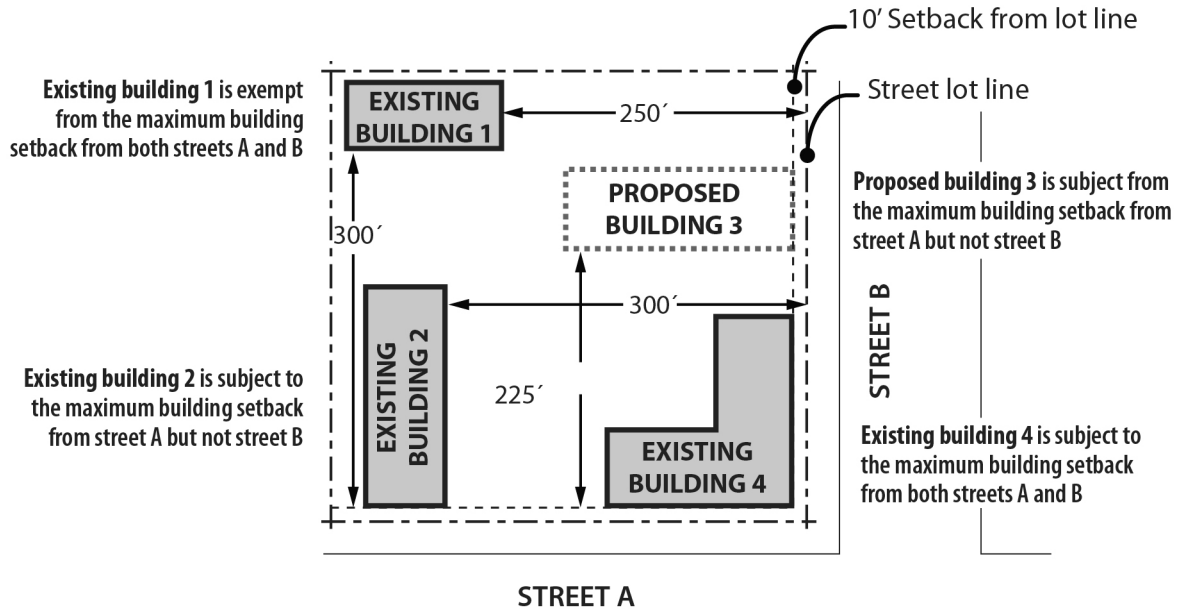 10’ Setback from lot line
Existing building 1 is exempt
from the maximum building
setback from both streets A and B
EXISTING
BUILDING 1
250´
Street lot line
PROPOSED
BUILDING 3
Proposed building 3 is subject from
the maximum building setback from
street A but not street B
300´
300´
EXISTING
BUILDING 2
225´
STREET B
Existing building 2 is subject to
the maximum building setback
from street A but not street B
EXISTING
BUILDING 4
Existing building 4 is subject to
the maximum building setback
from both streets A and B
STREET A